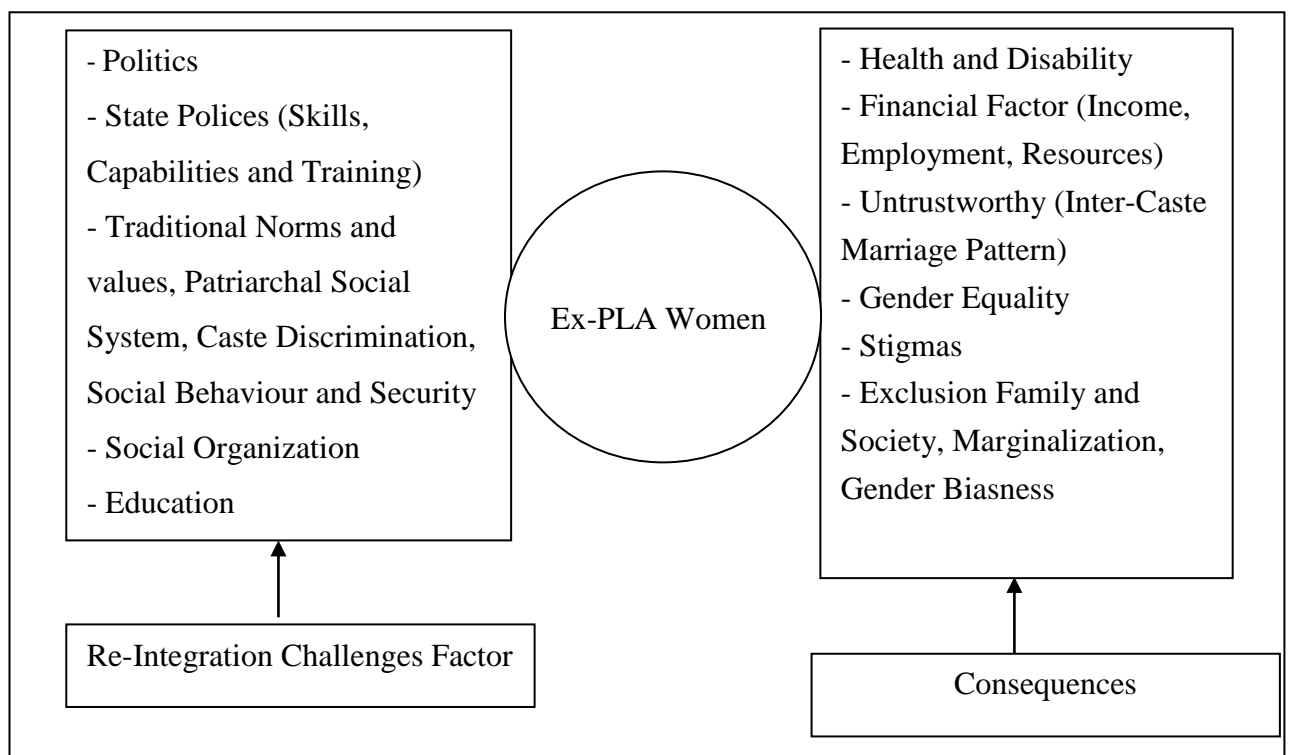 - Politics
- State Polices (Skills,
Capabilities and Training)
- Traditional Norms and
values, Patriarchal Social
System, Caste Discrimination,
Social Behaviour and Security
- Social Organization
- Education
Re-Integration Challenges Factor
Ex-PLA Women
- Health and Disability
- Financial Factor (Income,
Employment, Resources)
- Untrustworthy (Inter-Caste
Marriage Pattern)
- Gender Equality
- Stigmas
- Exclusion Family and
Society, Marginalization,
Gender Biasness
Consequences